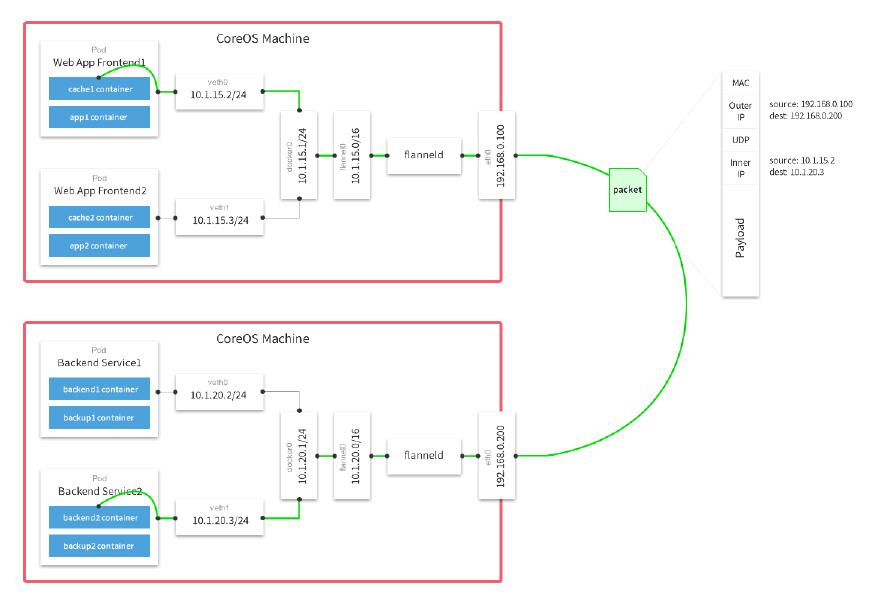 CoreOS Machine
Pod
Web App Frontend1
cache1 container
app1 container
veth0
10.1.15.2/24
Pod
Web App Frontend2
cache2 container
app2 container
veth1
10.1.15.3/24
docker0
10.1.15.1/24
flannel0
10.1.15.0/16
flanneld
eth0
192.168.0.100
packet
MAC
Outer
IP
source: 192.168.0.100
dest: 192.168.0.200
UDP
Inner
IP
source: 10.1.15.2
dest: 10.1.20.3
Payload
CoreOS Machine
Pod
Backend Service1
backend1 container
backup1 container
veth0
10.1.20.2/24
Pod
Backend Service2
backend2 container
backup2 container
veth1
10.1.20.3/24
docker0
10.1.20.1/24
flannel0
10.1.20.0/16
flanneld
eth0
192.168.0.200